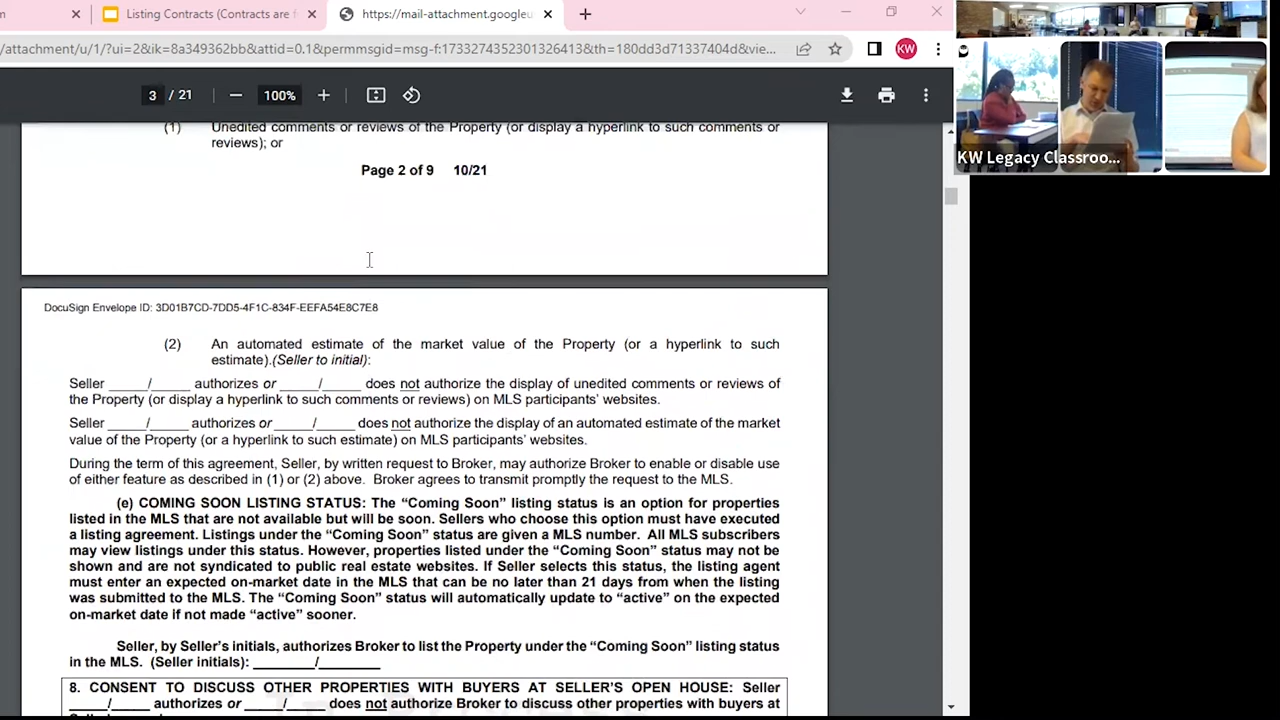 Listing Contracts (Contracts are f
https://mail-attachment.googleu
/attachment/u/1/?ui=2&ik=8a349362bb&attid=0.1&permmsgid=msg-f:1733274352301326413&th=180dd3d71337404d&vie...
KW
3 / 21
100%
(1) Unedited comments or reviews of the Property (or display a hyperlink to such comments or
reviews); or
Page 2 of 9 10/21
DocuSign Envelope ID: 3D01B7CD-7DD5-4F1C-834F-EEFA54E8C7E8
(2) An automated estimate of the market value of the Property (or a hyperlink to such
estimate).(Seller to initial):
Seller _____/_____ authorizes or _____/_____ does not authorize the display of unedited comments or reviews of
the Property (or display a hyperlink to such comments or reviews) on MLS participants' websites.
Seller _____/_____ authorizes or _____/_____ does not authorize the display of an automated estimate of the market
value of the Property (or a hyperlink to such estimate) on MLS participants' websites.
During the term of this agreement, Seller, by written request to Broker, may authorize Broker to enable or disable use
of either feature as described in (1) or (2) above. Broker agrees to transmit promptly the request to the MLS.
(e) COMING SOON LISTING STATUS: The “Coming Soon” listing status is an option for properties
listed in the MLS that are not available but will be soon. Sellers who choose this option must have executed
a listing agreement. Listings under the “Coming Soon” status are given a MLS number. All MLS subscribers
may view listings under this status. However, properties listed under the “Coming Soon” status may not be
shown and are not syndicated to public real estate websites. If Seller selects this status, the listing agent
must enter an expected on-market date in the MLS that can be no later than 21 days from when the listing
was submitted to the MLS. The “Coming Soon” status will automatically update to “active” on the expected
on-market date if not made “active” sooner.
Seller, by Seller's initials, authorizes Broker to list the Property under the “Coming Soon” listing status
in the MLS. (Seller initials): ________/________
8. CONSENT TO DISCUSS OTHER PROPERTIES WITH BUYERS AT SELLER'S OPEN HOUSE: Seller
_____/_____ authorizes or _____/_____ does not authorize Broker to discuss other properties with buyers at
KW Legacy Classroo...